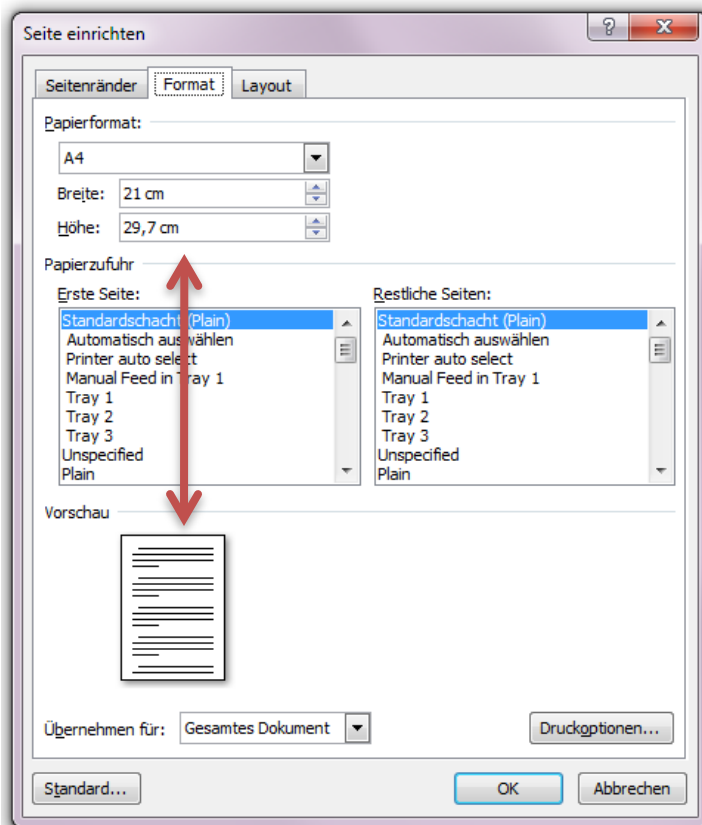 Seite einrichten
Seitenränder Format Layout
Papierformat:
A4
Breite: 21 cm
Höhe: 29,7 cm
Papierzufuhr
Erste Seite:
Standardschacht (Plain)
Automatisch auswählen
Printer auto select
Manual Feed in Tray 1
Tray 1
Tray 2
Tray 3
Unspecified
Plain
Restliche Seiten:
Standardschacht (Plain)
Automatisch auswählen
Printer auto select
Manual Feed in Tray 1
Tray 1
Tray 2
Tray 3
Unspecified
Plain
Vorschau
Übernehmen für: Gesamtes Dokument
Druckoptionen...
Standard...
OK
Abbrechen